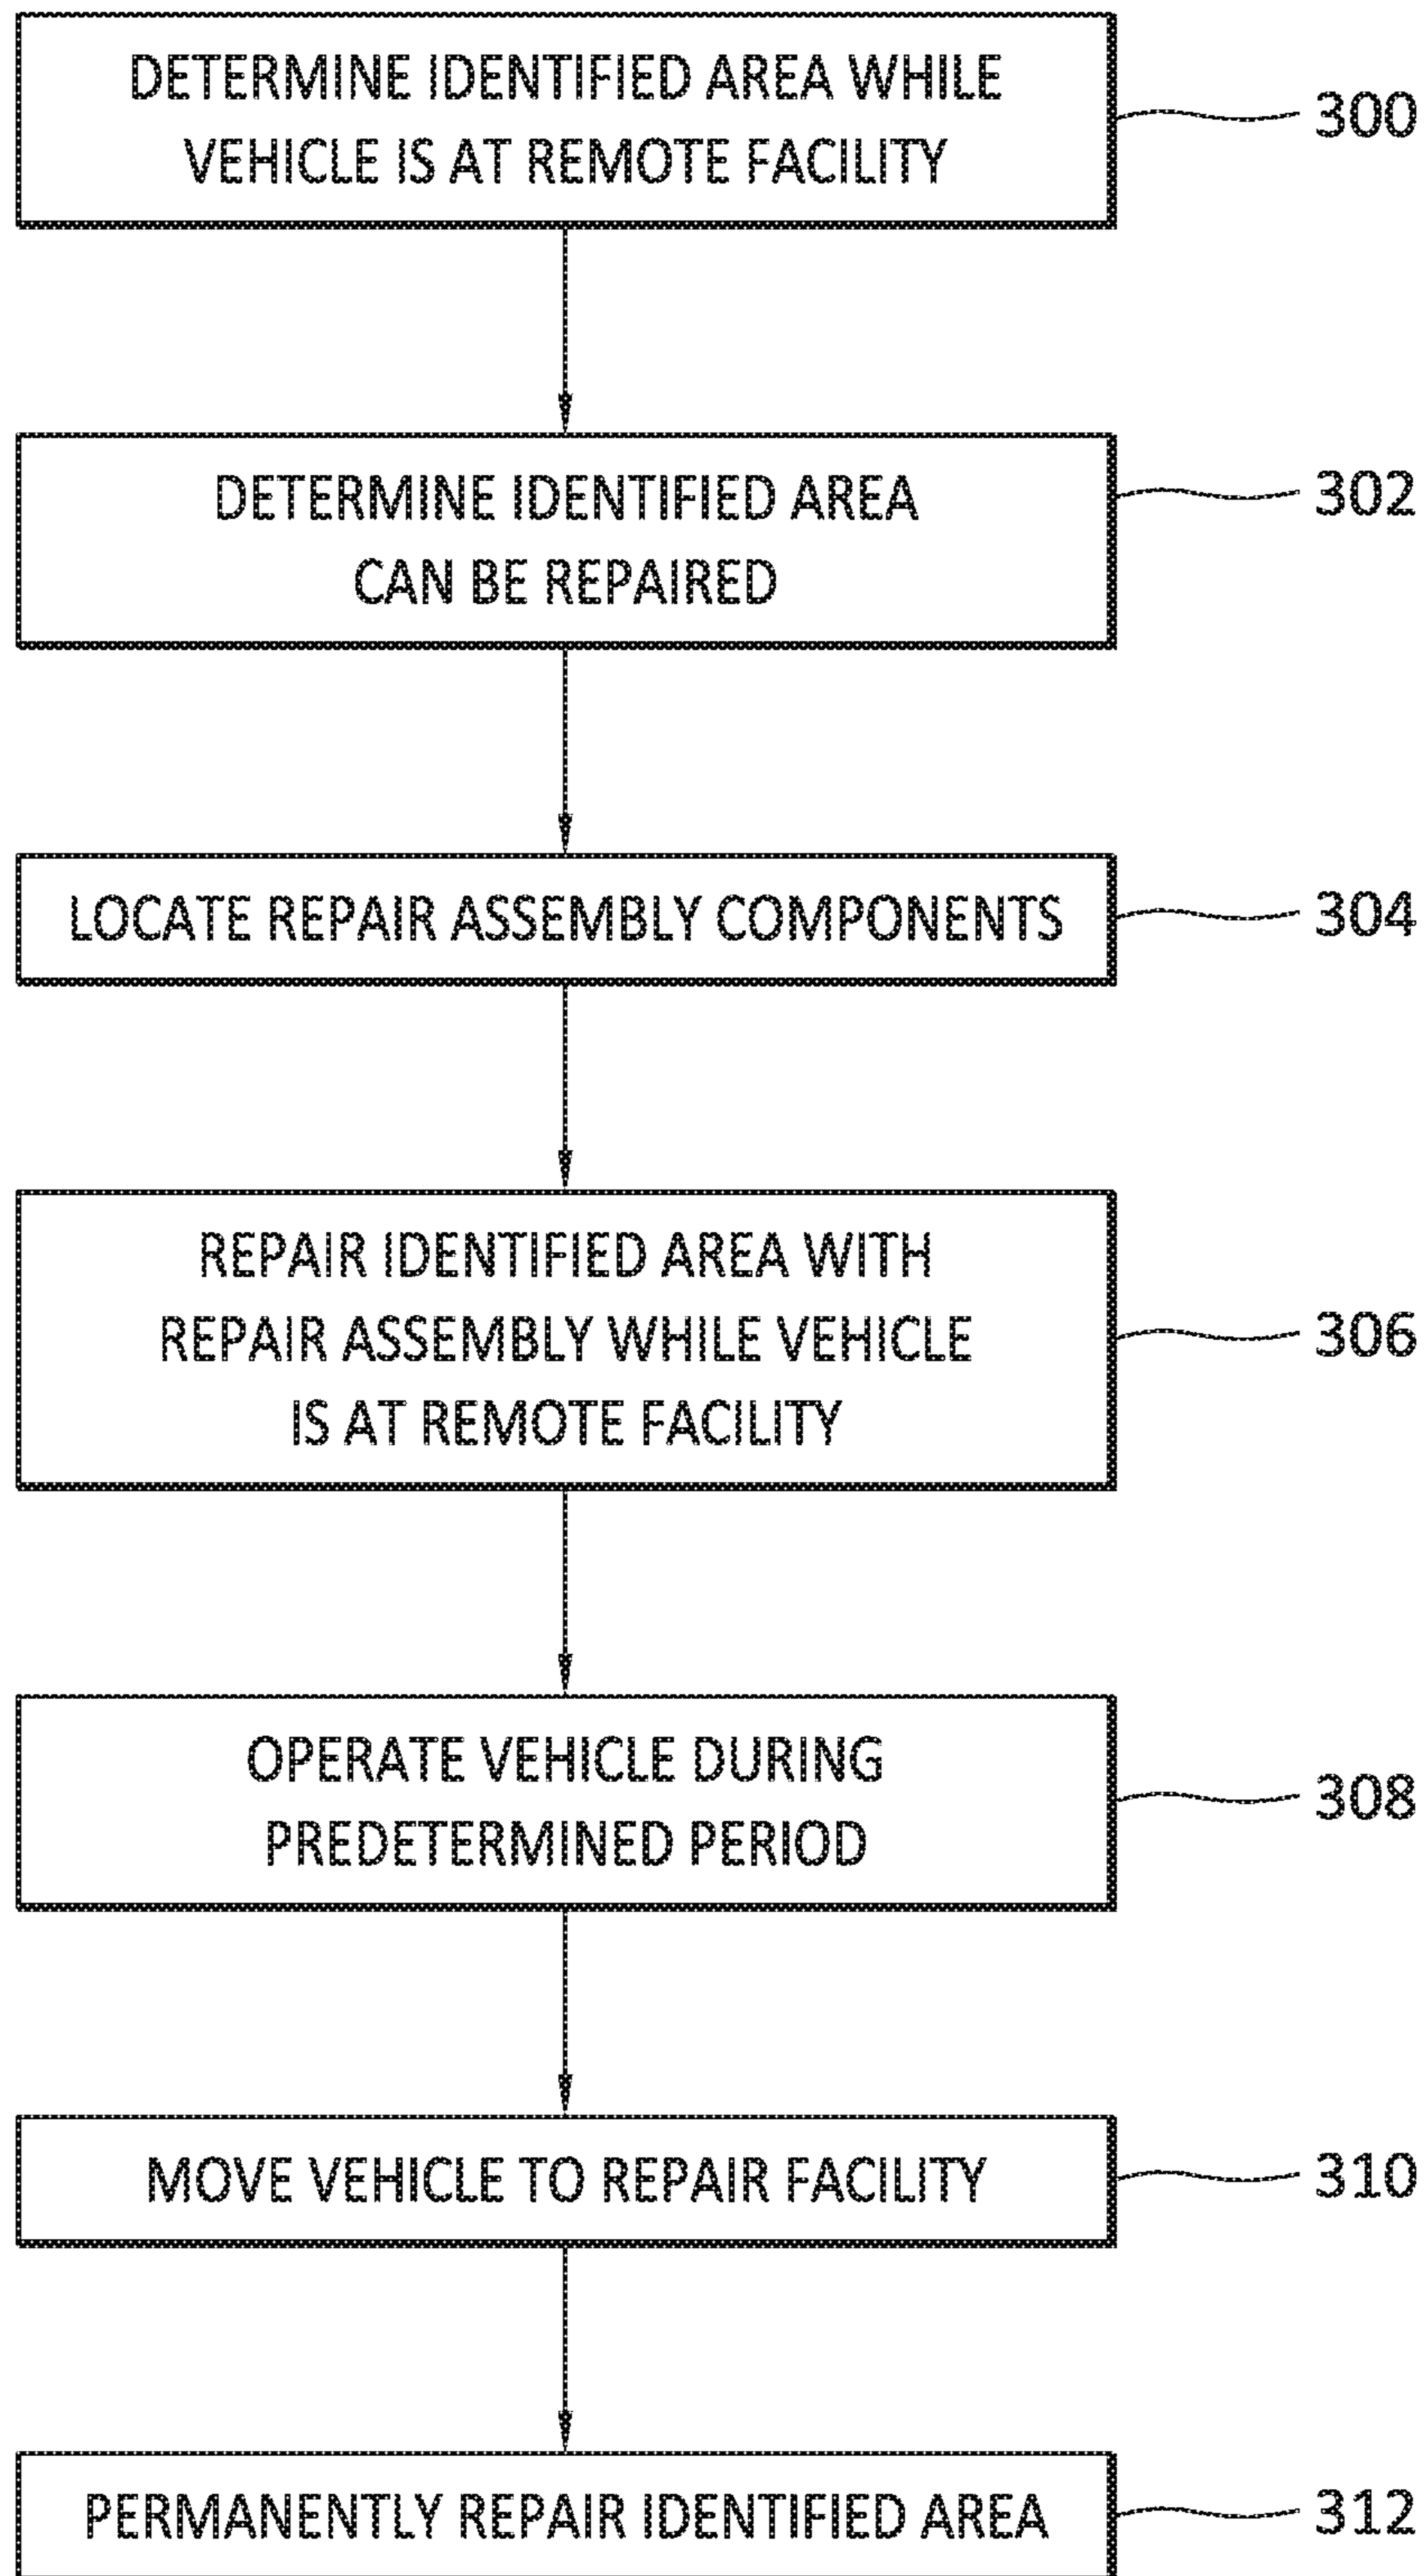 DETERMINE IDENTIFIED AREA WHILE
VEHICLE IS AT REMOTE FACILITY
300
DETERMINE IDENTIFIED AREA
CAN BE REPAIRED
302
LOCATE REPAIR ASSEMBLY COMPONENTS
304
REPAIR IDENTIFIED AREA WITH
REPAIR ASSEMBLY WHILE VEHICLE
IS AT REMOTE FACILITY
306
OPERATE VEHICLE DURING
PREDETERMINED PERIOD
308
MOVE VEHICLE TO REPAIR FACILITY
310
PERMANENTLY REPAIR IDENTIFIED AREA
312